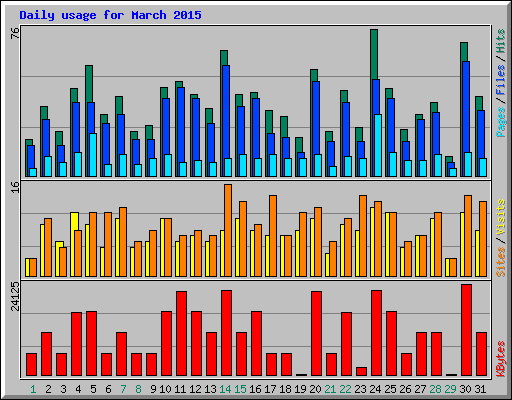 Daily usage for March 2015
76
Pages/Files/Hits
16
Sites/Visits
24125
KBytes
1 2 3 4 5 6 7 8 9 10 11 12 13 14 15 16 17 18 19 20 21 22 23 24 25 26 27 28 29 30 31